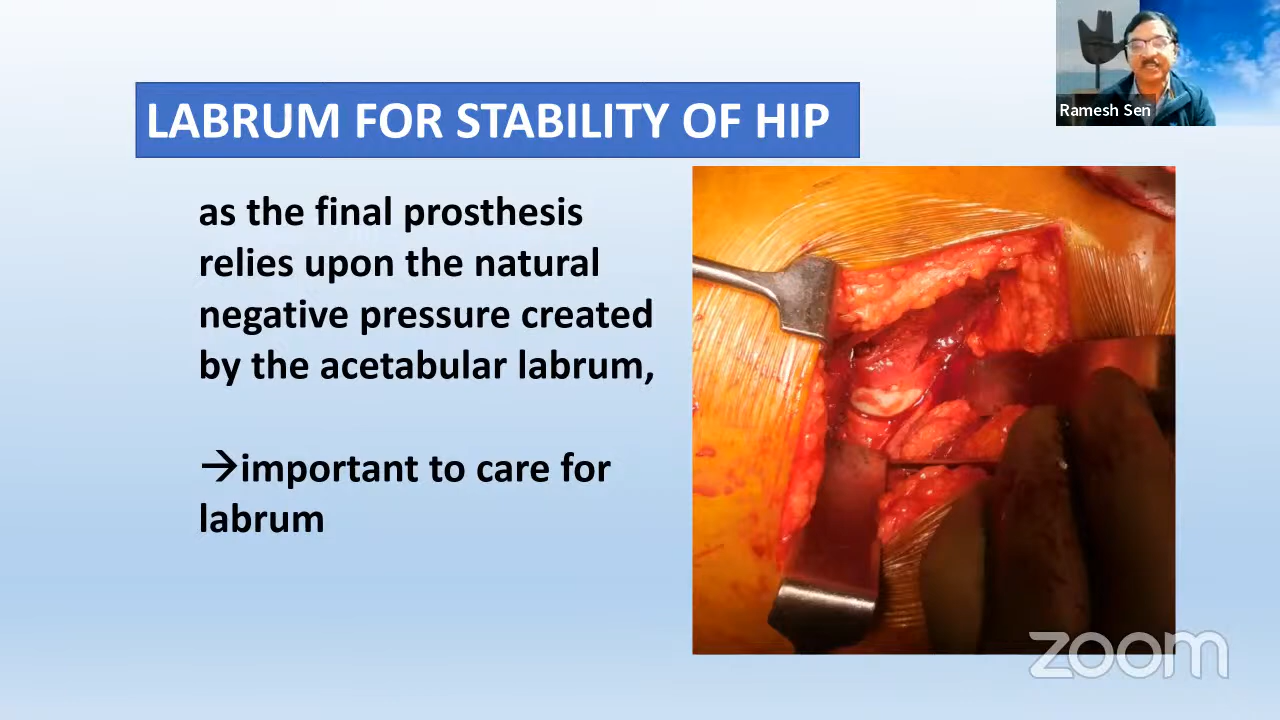 Ramesh Sen
LABRUM FOR STABILITY OF HIP
as the final prosthesis
relies upon the natural
negative pressure created
by the acetabular labrum,
→important to care for
labrum
zoom